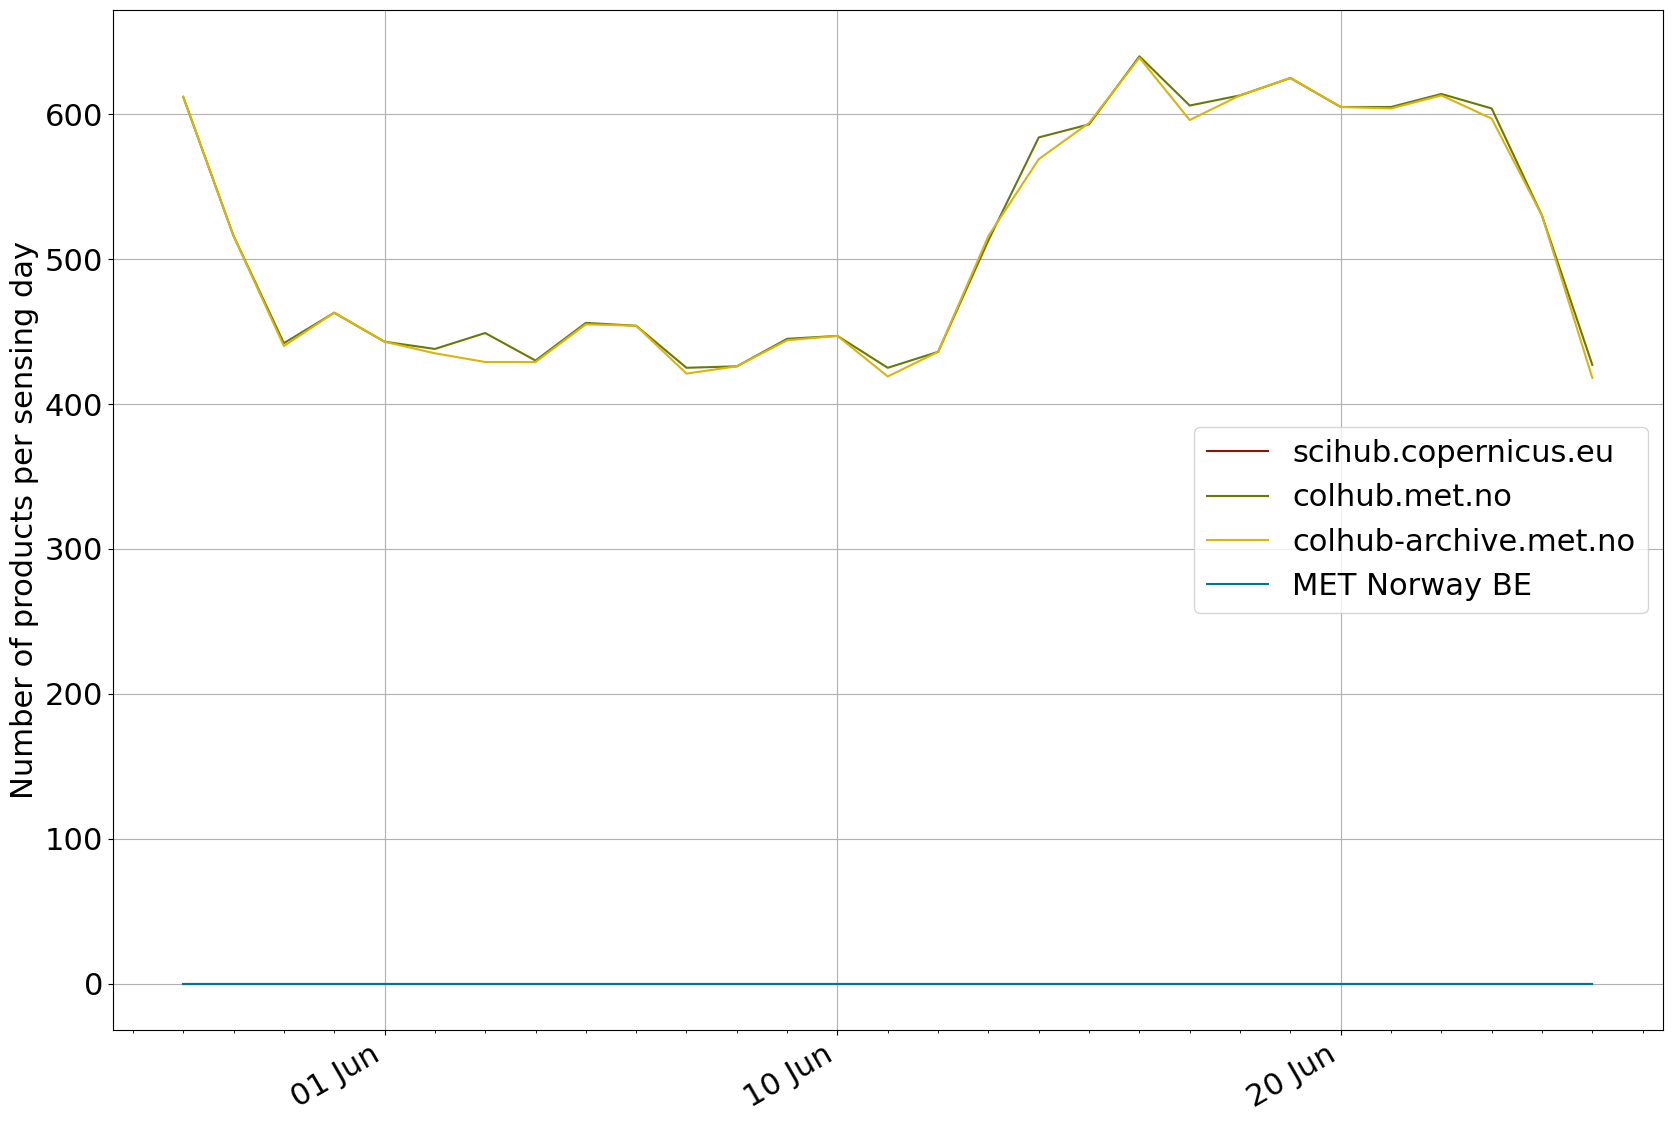 Number of products per sensing day
600
500
400
300
200
100
0
scihub.copernicus.eu
colhub.met.no
colhub-archive.met.no
MET Norway BE
01 Jun
10 Jun
20 Jun